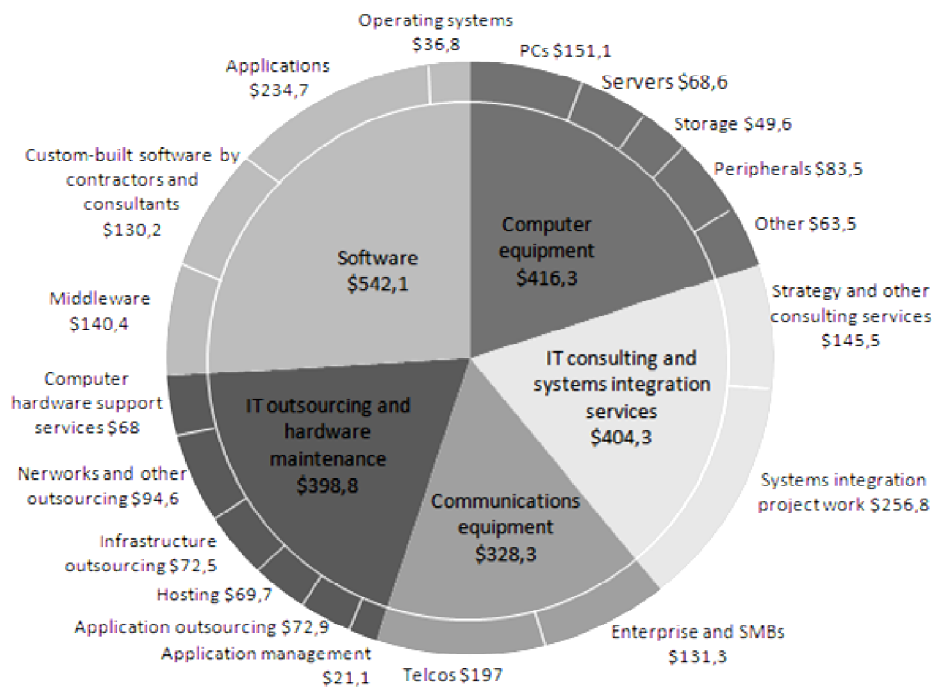 Operating systems
$36,8
PCs $151,1
Servers $68,6
Storage $49,6
Peripherals $83,5
Other $63,5
Computer
equipment
$416,3
Strategy and other
consulting services
$145,5
IT consulting and
systems integration
services
$404,3
Systems integration
project work $256,8
Enterprise and SMBs
$131,3
Communications
equipment
$328,3
Telcos $197
Application management
$21,1
Application outsourcing $72,9
Hosting $69,7
Infrastructure
outsourcing $72,5
Nerworks and other
outsourcing $94,6
Computer
hardware support
services $68
IT outsourcing and
hardware
maintenance
$398,8
Middleware
$140,4
Custom-built software by
contractors and
consultants
$130,2
Applications
$234,7
Software
$542,1